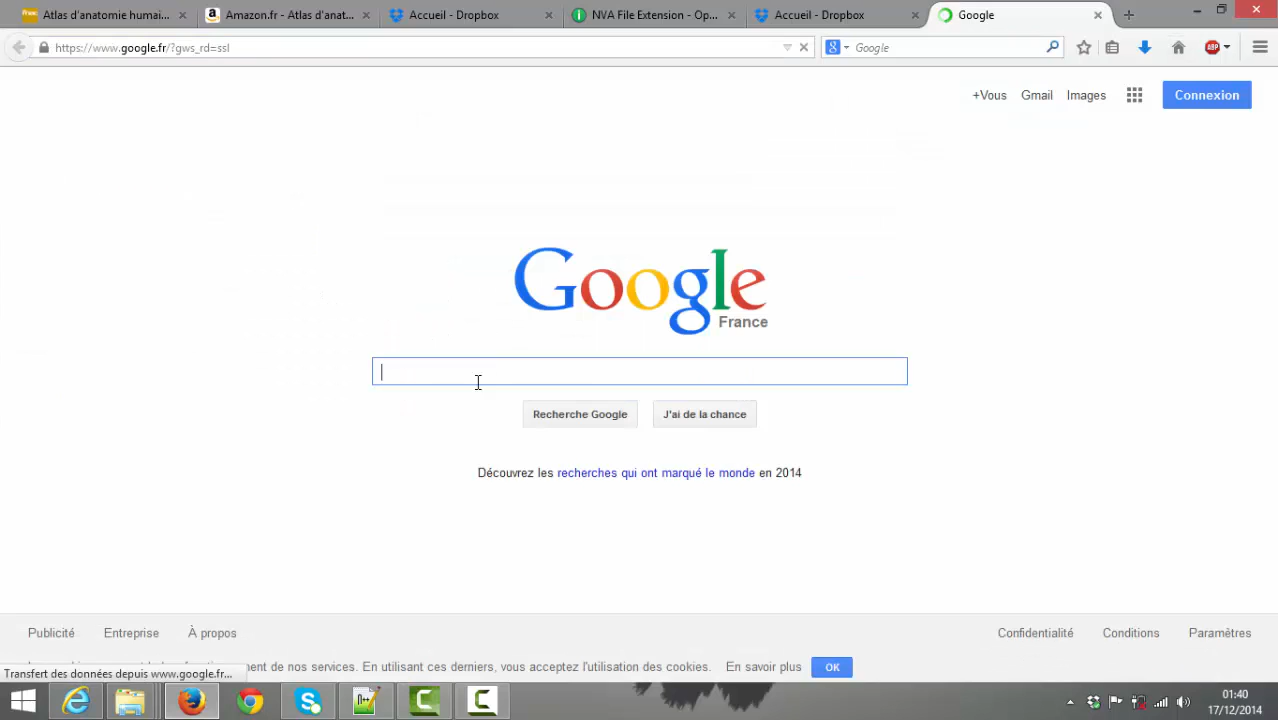 Atlas d'anatomie humai...
Amazon.fr - Atlas d'anat...
Accueil - Dropbox
NVA File Extension - Op...
Accueil - Dropbox
Google
https://www.google.fr/?gws_rd=ssl
Google
+Vous Gmail Images Connexion
Google
France
Recherche Google J'ai de la chance
Découvrez les recherches qui ont marqué le monde en 2014
Publicité Entreprise À propos Confidentialité Conditions Paramètres
ment de nos services. En utilisant ces derniers, vous acceptez l'utilisation des cookies. En savoir plus OK
Transfert des données depuis www.google.fr...
01:40
17/12/2014